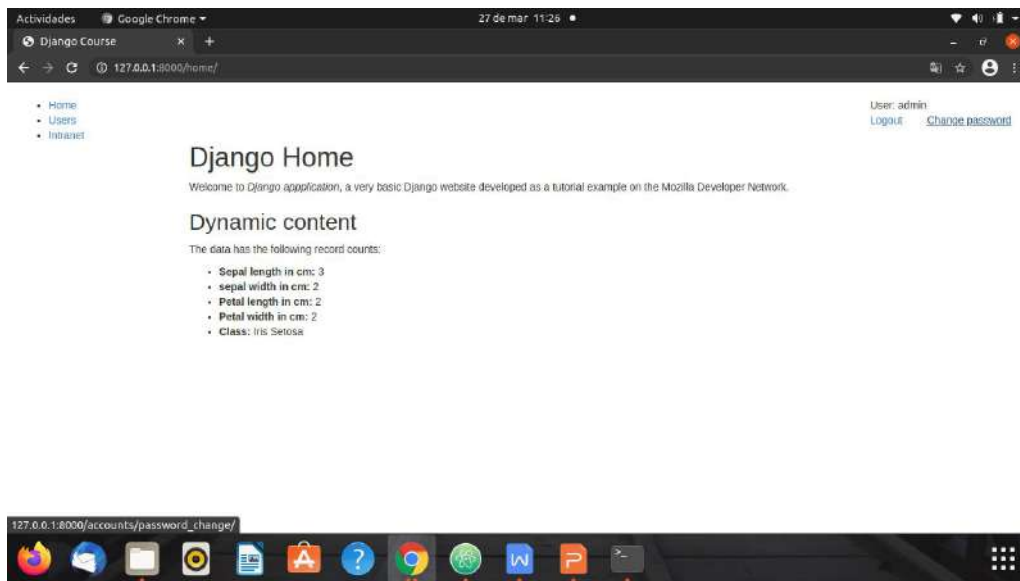 Actividades Google Chrome 27 de mar 11:26
Django Course
127.0.0.1:8000/home/
Home
Users
Intranet
User: admin
Logout Change password
Django Home
Welcome to Django appplication, a very basic Django website developed as a tutorial example on the Mozilla Developer Network.
Dynamic content
The data has the following record counts:
Sepal length in cm: 3
sepal width in cm: 2
Petal length in cm: 2
Petal width in cm: 2
Class: Iris Setosa
127.0.0.1:8000/accounts/password_change/